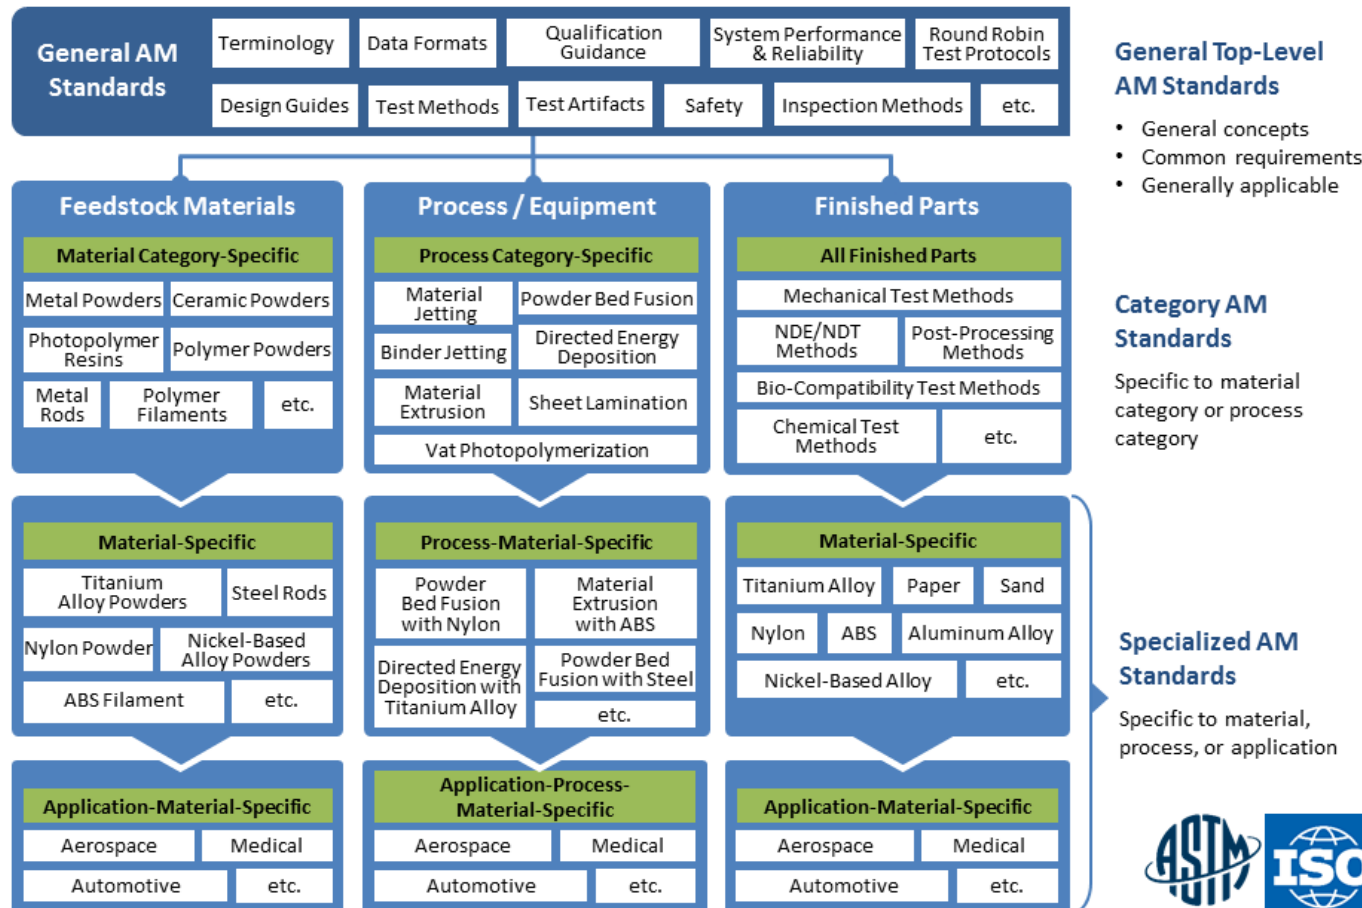 General AM
Standards
Terminology
Data Formats
Qualification
Guidance
System Performance
& Reliability
Round Robin
Test Protocols
Design Guides
Test Methods
Test Artifacts
Safety
Inspection Methods
etc.
General Top-Level
AM Standards
• General concepts
• Common requirements
• Generally applicable
Feedstock Materials
Material Category-Specific
Metal Powders
Ceramic Powders
Photopolymer
Resins
Polymer Powders
Metal
Rods
Polymer
Filaments
etc.
Process / Equipment
Process Category-Specific
Material
Jetting
Powder Bed Fusion
Binder Jetting
Directed Energy
Deposition
Material
Extrusion
Sheet Lamination
Vat Photopolymerization
Finished Parts
All Finished Parts
Mechanical Test Methods
NDE/NDT
Methods
Post-Processing
Methods
Bio-Compatibility Test Methods
Chemical Test
Methods
etc.
Category AM
Standards
Specific to material
category or process
category
Material-Specific
Titanium
Alloy Powders
Steel Rods
Nylon Powder
Nickel-Based
Alloy Powders
ABS Filament
etc.
Process-Material-Specific
Powder
Bed Fusion
with Nylon
Material
Extrusion
with ABS
Directed Energy
Deposition with
Titanium Alloy
Powder Bed
Fusion with Steel
etc.
Material-Specific
Titanium Alloy
Paper
Sand
Nylon
ABS
Aluminum Alloy
Nickel-Based Alloy
etc.
Specialized AM
Standards
Specific to material,
process, or application
Application-Material-Specific
Aerospace
Medical
Automotive
etc.
Application-Process-
Material-Specific
Aerospace
Medical
Automotive
etc.
Application-Material-Specific
Aerospace
Medical
Automotive
etc.
ASTM
ISO